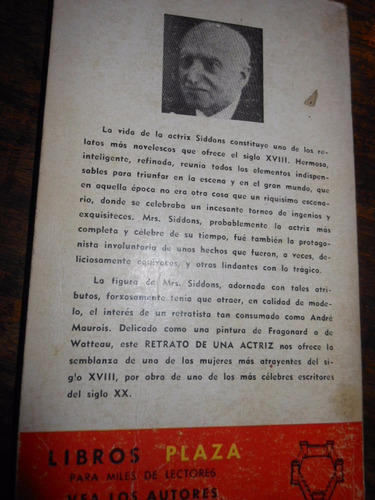 La vida de la actriz Siddons constituye uno de los re-
latos más novelescos que ofrece el siglo XVIII. Hermosa,
inteligente, refinada, reunía todos los elementos indispen-
sables para triunfar en la escena y en el gran mundo, que
en aquella época no era otra cosa que un riquísimo escena-
rio, donde se celebraba un incesante torneo de ingenios y
exquisiteces. Mrs. Siddons, probablemente la actriz más
completa y célebre de su tiempo, fué también la protago-
nista involuntaria de unos hechos que fueron, a veces, de-
liciosamente equívocos, y otros lindantes con lo trágico.
La figura de Mrs. Siddons, adornada con tales atri-
butos, forzosamente tenía que atraer, en calidad de mode-
lo, el interés de un retratista tan consumado como André
Maurois. Delicado como una pintura de Fragonard o de
Watteau, este RETRATO DE UNA ACTRIZ nos ofrece la
semblanza de una de las mujeres más atrayentes del si-
glo XVIII, por obra de uno de los más célebres escritores
del siglo XX.
LIBROS PLAZA
PARA MILES DE LECTORES
VEA LOS AUTORES